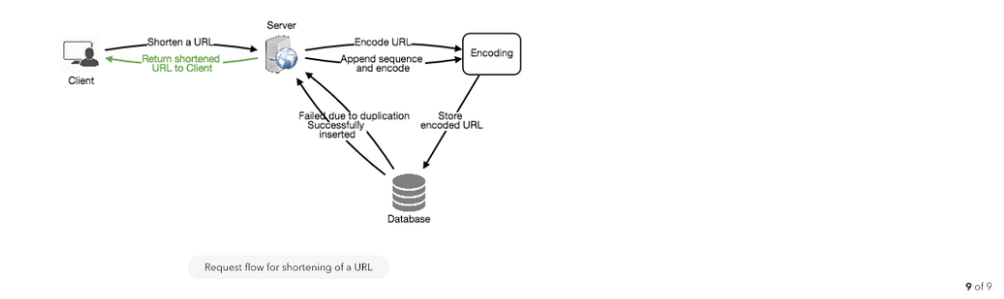 Server
Shorten a URL
Encode URL
Return shortened
URL to Client
Append sequence
and encode
Encoding
Client
Failed due to duplication
Successfully
inserted
Store
encoded URL
Database
Request flow for shortening of a URL
9 of 9